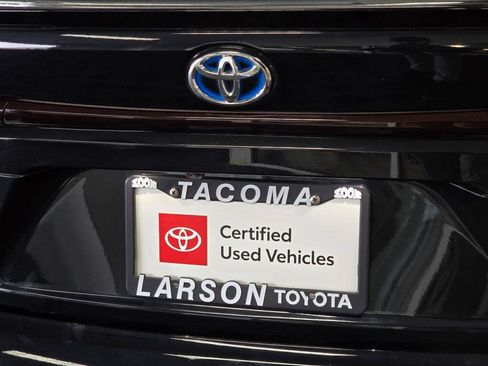 TACOMA
Certified
Used Vehicles
LARSON TOYOTA